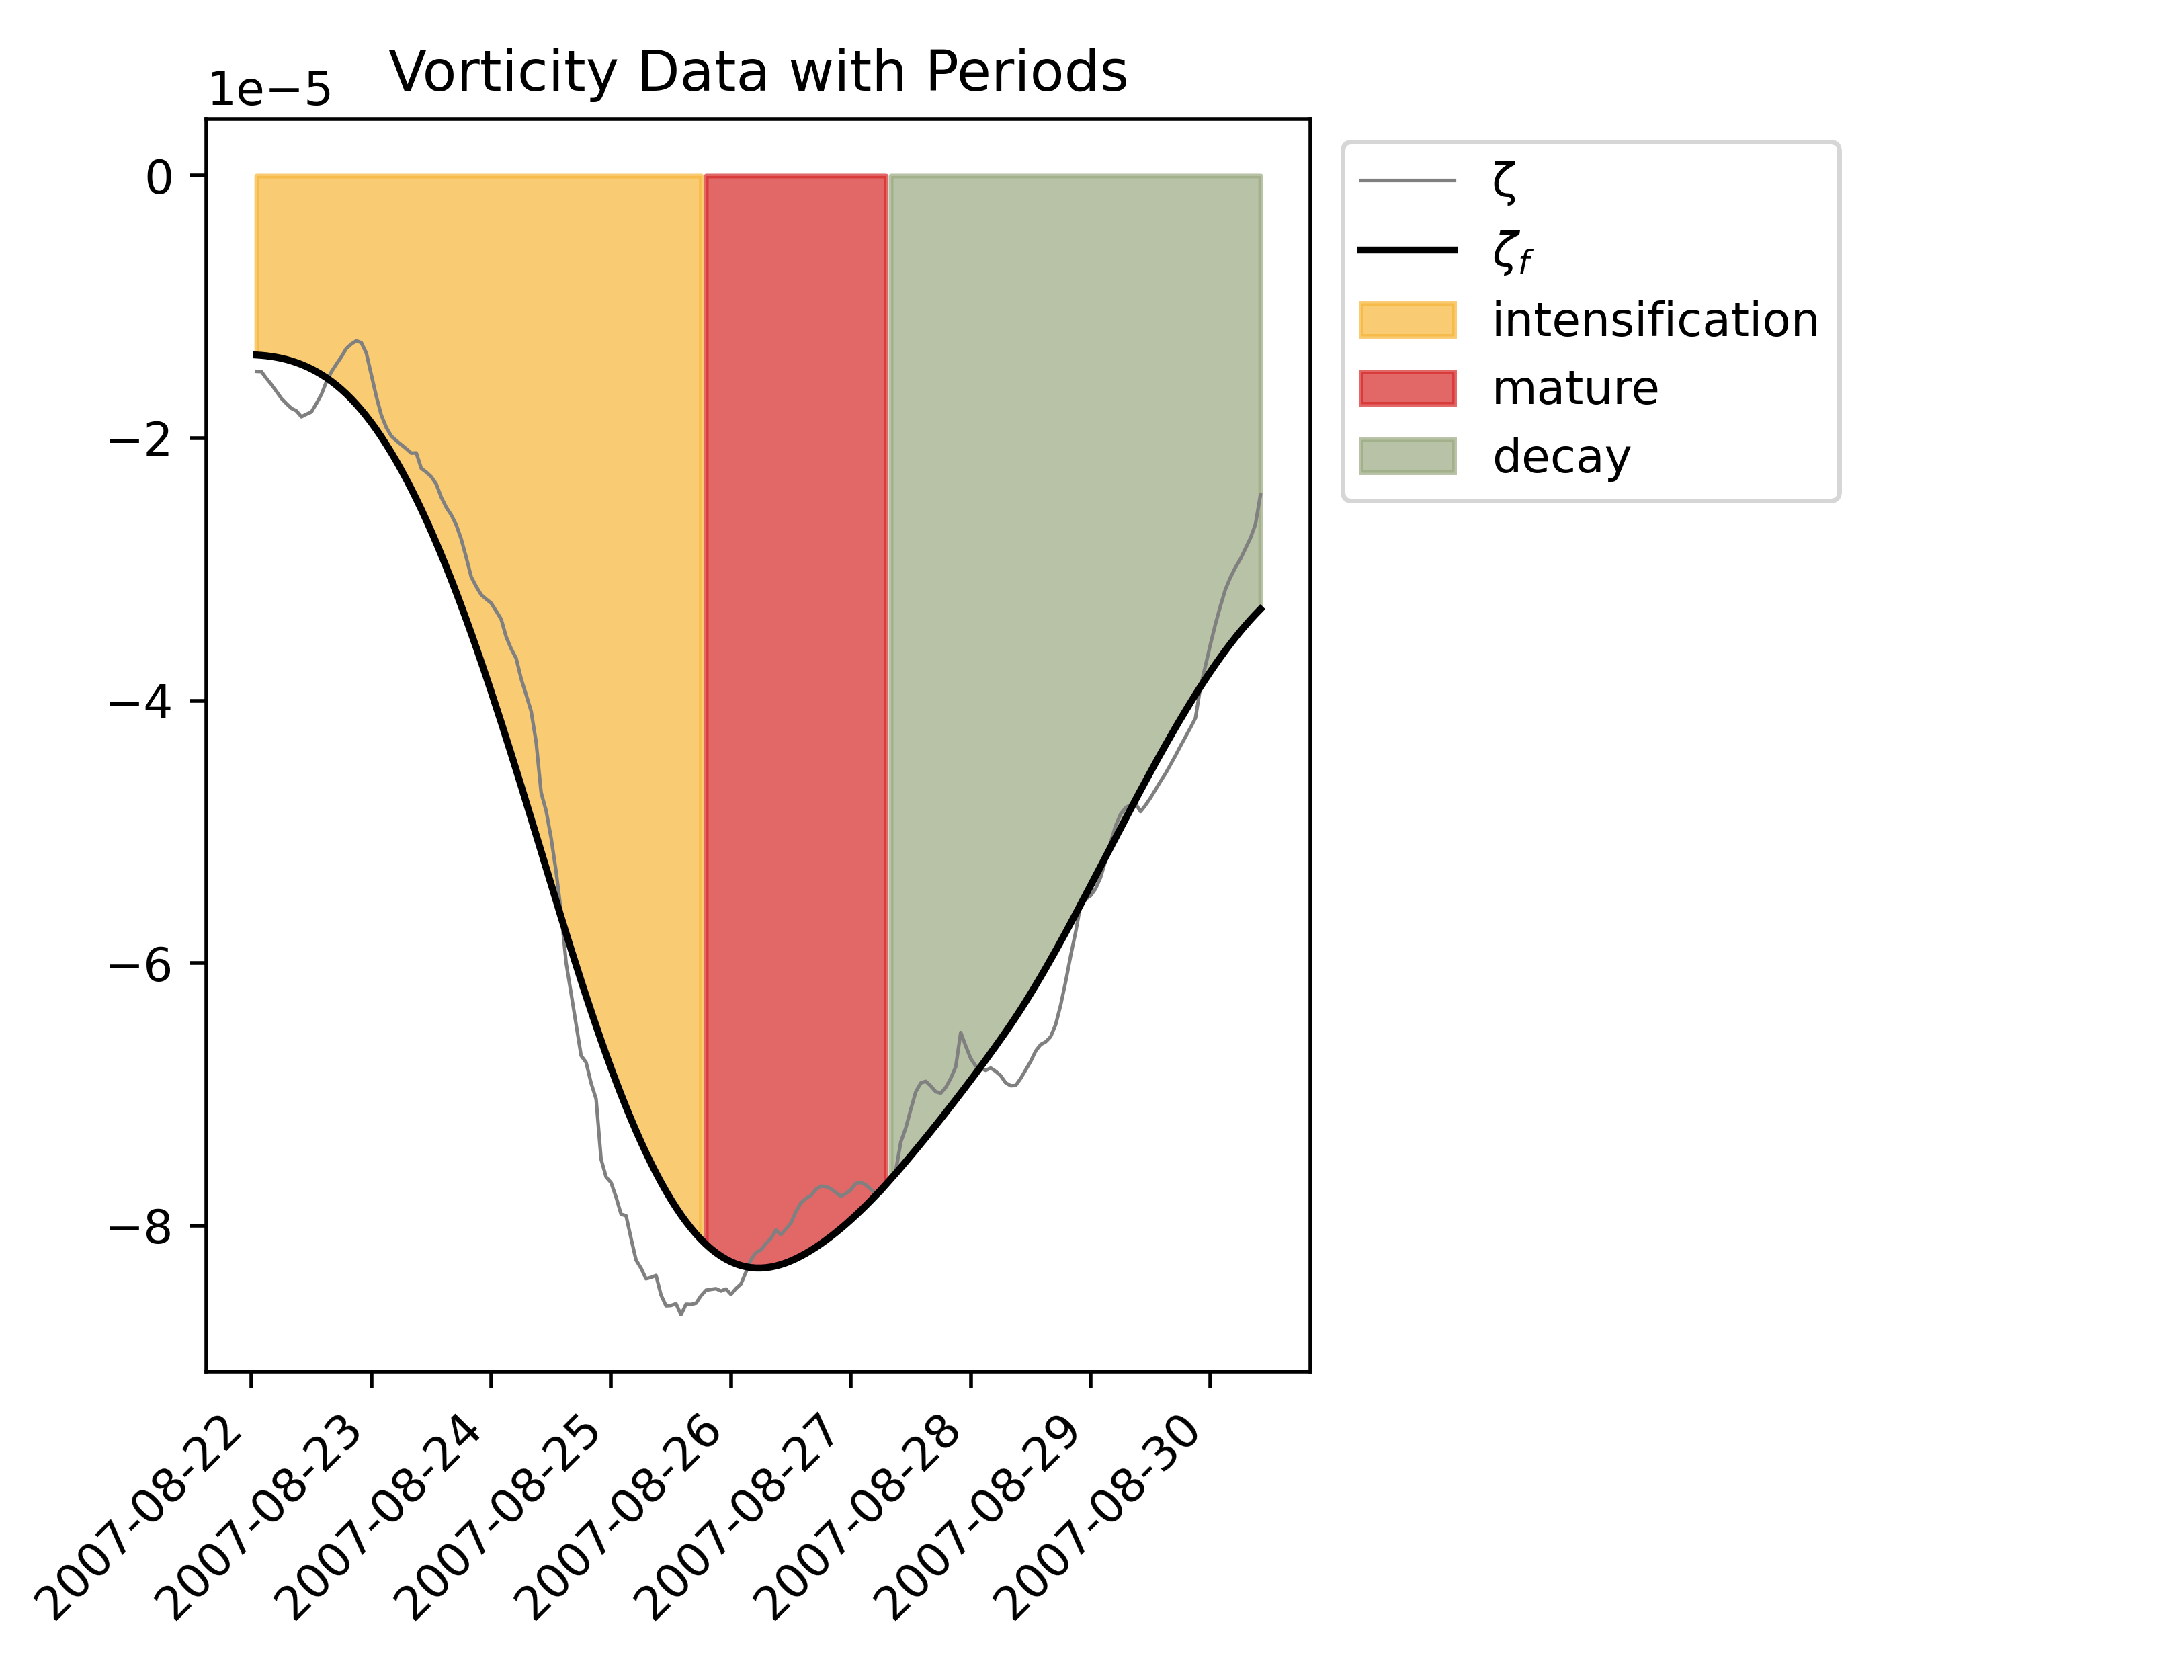 Vorticity Data with Periods
1e−5
0
−2
−4
−6
−8
2007-08-22
2007-08-23
2007-08-24
2007-08-25
2007-08-26
2007-08-27
2007-08-28
2007-08-29
2007-08-30
ζ
ζf
intensification
mature
decay